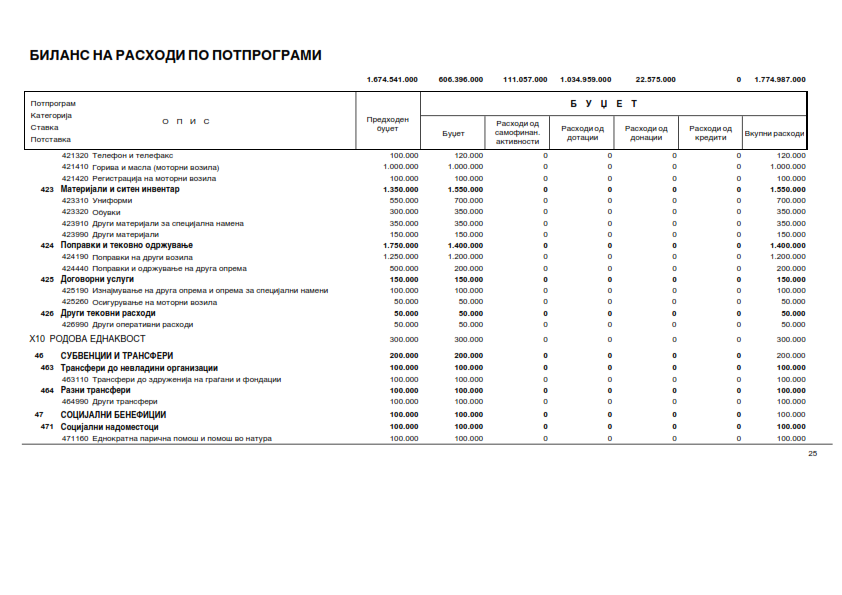 БИЛАНС НА РАСХОДИ ПО ПОТПРОГРАМИ
1.674.541.000 606.396.000 111.057.000 1.034.959.000 22.575.000 0 1.774.987.000
Потпрограм
Категорија
Ставка
Потставка
О П И С
Предходен буџет
Б У Џ Е Т
Буџет
Расходи од самофинан. активности
Расходи од дотации
Расходи од донации
Расходи од кредити
Вкупни расходи
421320 Телефон и телефакс 100.000 120.000 0 0 0 0 120.000
421410 Горива и масла (моторни возила) 1.000.000 1.000.000 0 0 0 0 1.000.000
421420 Регистрација на моторни возила 100.000 100.000 0 0 0 0 100.000
423 Материјали и ситен инвентар 1.350.000 1.550.000 0 0 0 0 1.550.000
423310 Униформи 550.000 700.000 0 0 0 0 700.000
423320 Обувки 300.000 350.000 0 0 0 0 350.000
423910 Други материјали за специјална намена 350.000 350.000 0 0 0 0 350.000
423990 Други материјали 150.000 150.000 0 0 0 0 150.000
424 Поправки и тековно одржување 1.750.000 1.400.000 0 0 0 0 1.400.000
424190 Поправки на други возила 1.250.000 1.200.000 0 0 0 0 1.200.000
424440 Поправки и одржување на друга опрема 500.000 200.000 0 0 0 0 200.000
425 Договорни услуги 150.000 150.000 0 0 0 0 150.000
425190 Изнајмување на друга опрема и опрема за специјални намени 100.000 100.000 0 0 0 0 100.000
425260 Осигурување на моторни возила 50.000 50.000 0 0 0 0 50.000
426 Други тековни расходи 50.000 50.000 0 0 0 0 50.000
426990 Други оперативни расходи 50.000 50.000 0 0 0 0 50.000
X10 РОДОВА ЕДНАКВОСТ 300.000 300.000 0 0 0 0 300.000
46 СУБВЕНЦИИ И ТРАНСФЕРИ 200.000 200.000 0 0 0 0 200.000
463 Трансфери до невладини организации 100.000 100.000 0 0 0 0 100.000
463110 Трансфери до здруженија на граѓани и фондации 100.000 100.000 0 0 0 0 100.000
464 Разни трансфери 100.000 100.000 0 0 0 0 100.000
464990 Други трансфери 100.000 100.000 0 0 0 0 100.000
47 СОЦИЈАЛНИ БЕНЕФИЦИИ 100.000 100.000 0 0 0 0 100.000
471 Социјални надоместоци 100.000 100.000 0 0 0 0 100.000
471160 Еднократна парична помош и помош во натура 100.000 100.000 0 0 0 0 100.000
25